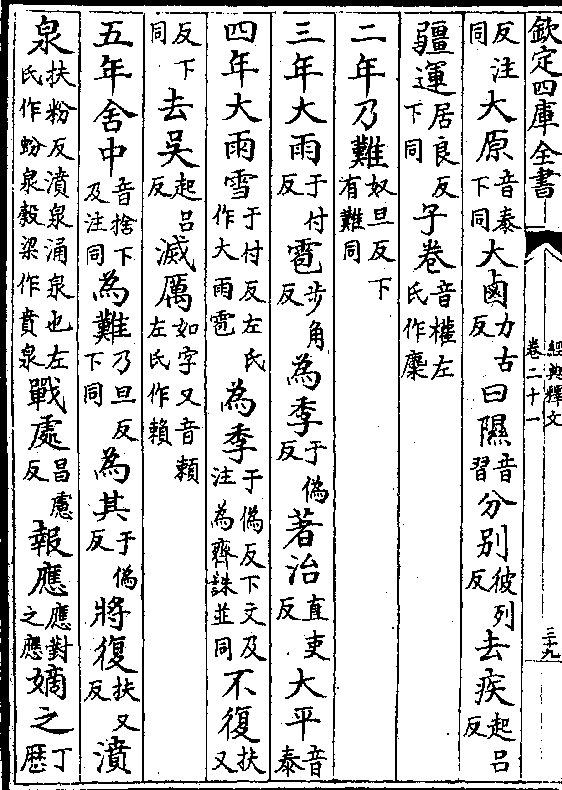 欽定四庫全書
經典釋文
卷二十一
三十九
反注同大原音泰下同大鹵力古反曰隰音習分別彼列反去疾起呂反
疆運居良反下同子卷音權左氏作麇
二年乃難奴旦反下有難同
三年大雨于付反雹步角反為季于偽反著治直吏反大平音泰
四年大雨雪于付反左氏作大雨雹為季于偽反下文及注為齊誅並同不復扶又
反下同去吳起呂反滅厲如字又音賴左氏作賴
五年舍中音捨下及注同為難乃旦反下同為其于偽反將復扶又反濆
泉扶粉反濆泉涌泉也左氏作蚡泉榖梁作賁泉戰處昌慮反報應應對之應嫡之丁歷